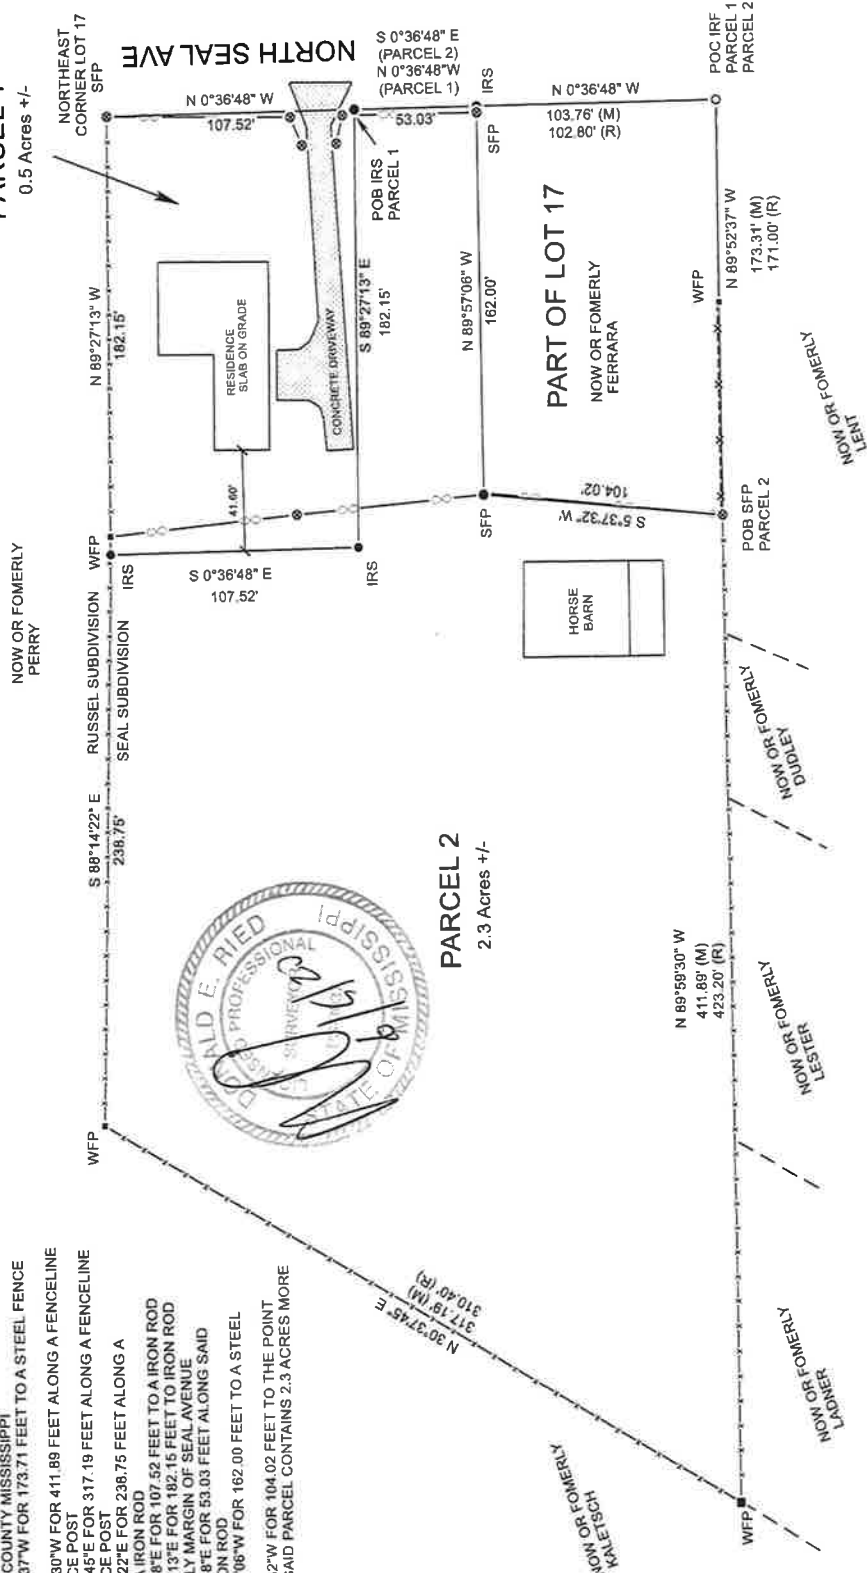 COUNTY MISSISSIPPI
37"W FOR 173.71 FEET TO A STEEL FENCE
30"W FOR 411.89 FEET ALONG A FENCELINE
CE POST
45"E FOR 317.19 FEET ALONG A FENCELINE
CE POST
22"E FOR 238.75 FEET ALONG A
A IRON ROD
8"E FOR 107.52 FEET TO A IRON ROD
13"E FOR 182.15 FEET TO IRON ROD
LY MARGIN OF SEAL AVENUE
8"E FOR 53.03 FEET ALONG SAID
ON ROD
06"W FOR 162.00 FEET TO A STEEL
2"W FOR 104.02 FEET TO THE POINT
SAID PARCEL CONTAINS 2.3 ACRES MORE
NOW OR FOMERLY
PERRY
0.5 Acres +/-
NORTHEAST
CORNER LOT 17
SFP
NORTH SEAL AVE
WFP
S 88°14'22" E
238.75'
RUSSEL SUBDIVISION
SEAL SUBDIVISION
WFP
IRS
N 89°27'13" W
182.15'
N 0°36'48" W
107.52'
S 0°36'48" E
(PARCEL 2)
N 0°36'48"W
(PARCEL 1)
53.03'
IRS
SFP
N 0°36'48" W
103.76' (M)
102.80' (R)
POC IRF
PARCEL 1
PARCEL 2
RESIDENCE
SLAB ON GRADE
41.60'
CONCRETE DRIVEWAY
S 0°36'48" E
107.52'
IRS
S 89°27'13" E
182.15'
POB IRS
PARCEL 1
N 89°57'06" W
162.00'
SFP
PART OF LOT 17
NOW OR FOMERLY
FERRARA
S 5°37'32" W
104.02'
WFP
N 89°52'37" W
173.31' (M)
171.00' (R)
POB SFP
PARCEL 2
HORSE
BARN
DONALD E. RIED
LICENSED PROFESSIONAL
SURVEYOR
STATE OF MISSISSIPPI
PARCEL 2
2.3 Acres +/-
N 30°37'45" E
317.19' (M)
310.40' (R)
N 89°59'30" W
411.89' (M)
423.20' (R)
WFP
NOW OR FOMERLY
KALETSCH
NOW OR FOMERLY
LADNER
NOW OR FOMERLY
LESTER
NOW OR FOMERLY
DUDLEY
NOW OR FOMERLY
LENT